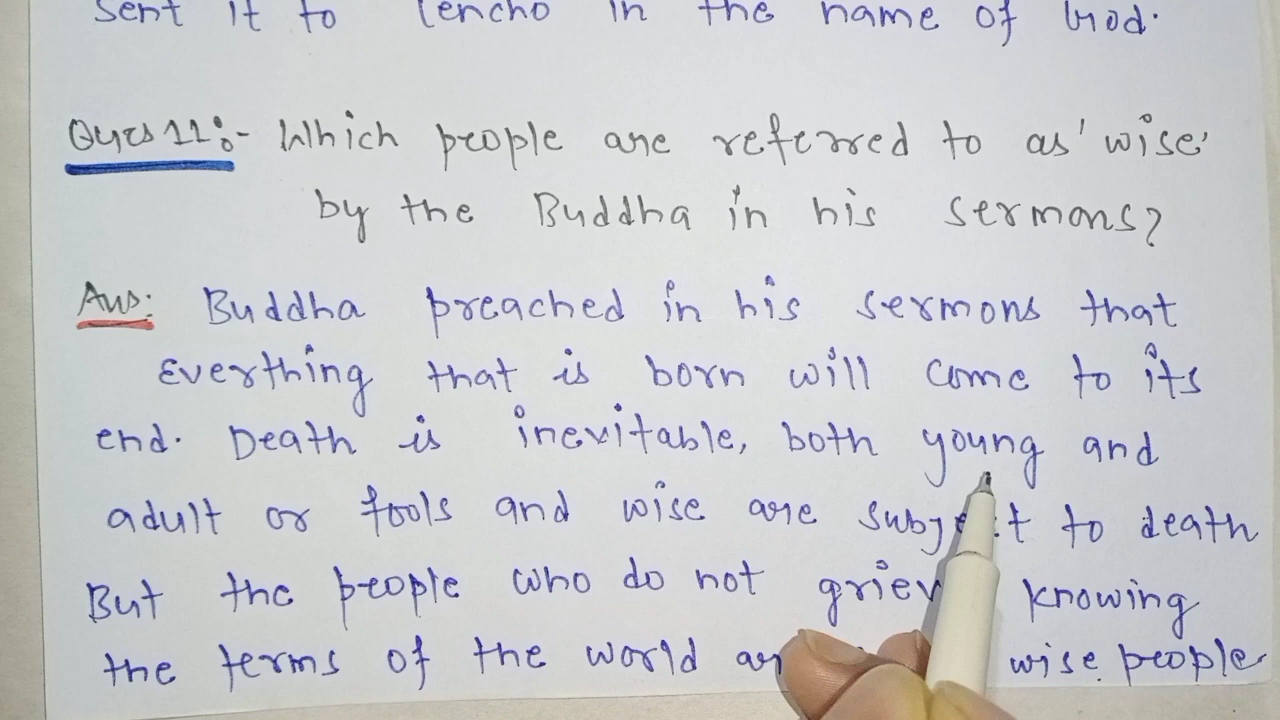 sent it to Lencho in the name of God.
Ques 11:- Which people are referred to as 'wise'
by the Buddha in his sermons?
Ans: Buddha preached in his sermons that
Everthing that is born will come to its
end. Death is inevitable, both young and
adult or fools and wise are subject to death
But the people who do not griev knowing
the terms of the world wise people